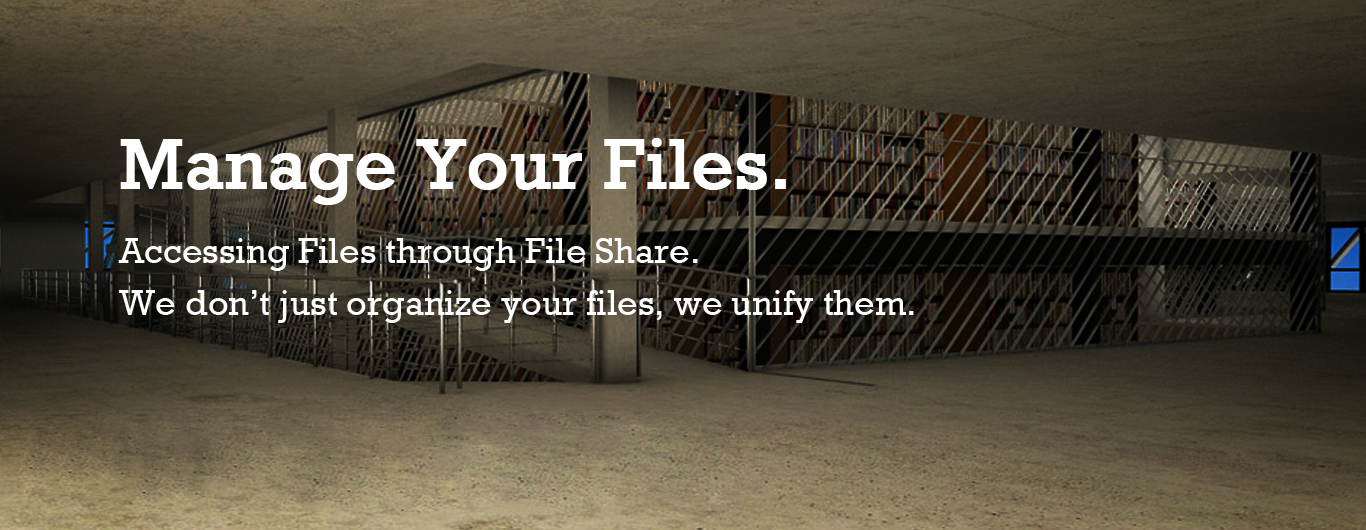 Manage Your Files.
Accessing Files through File Share.
We don’t just organize your files, we unify them.